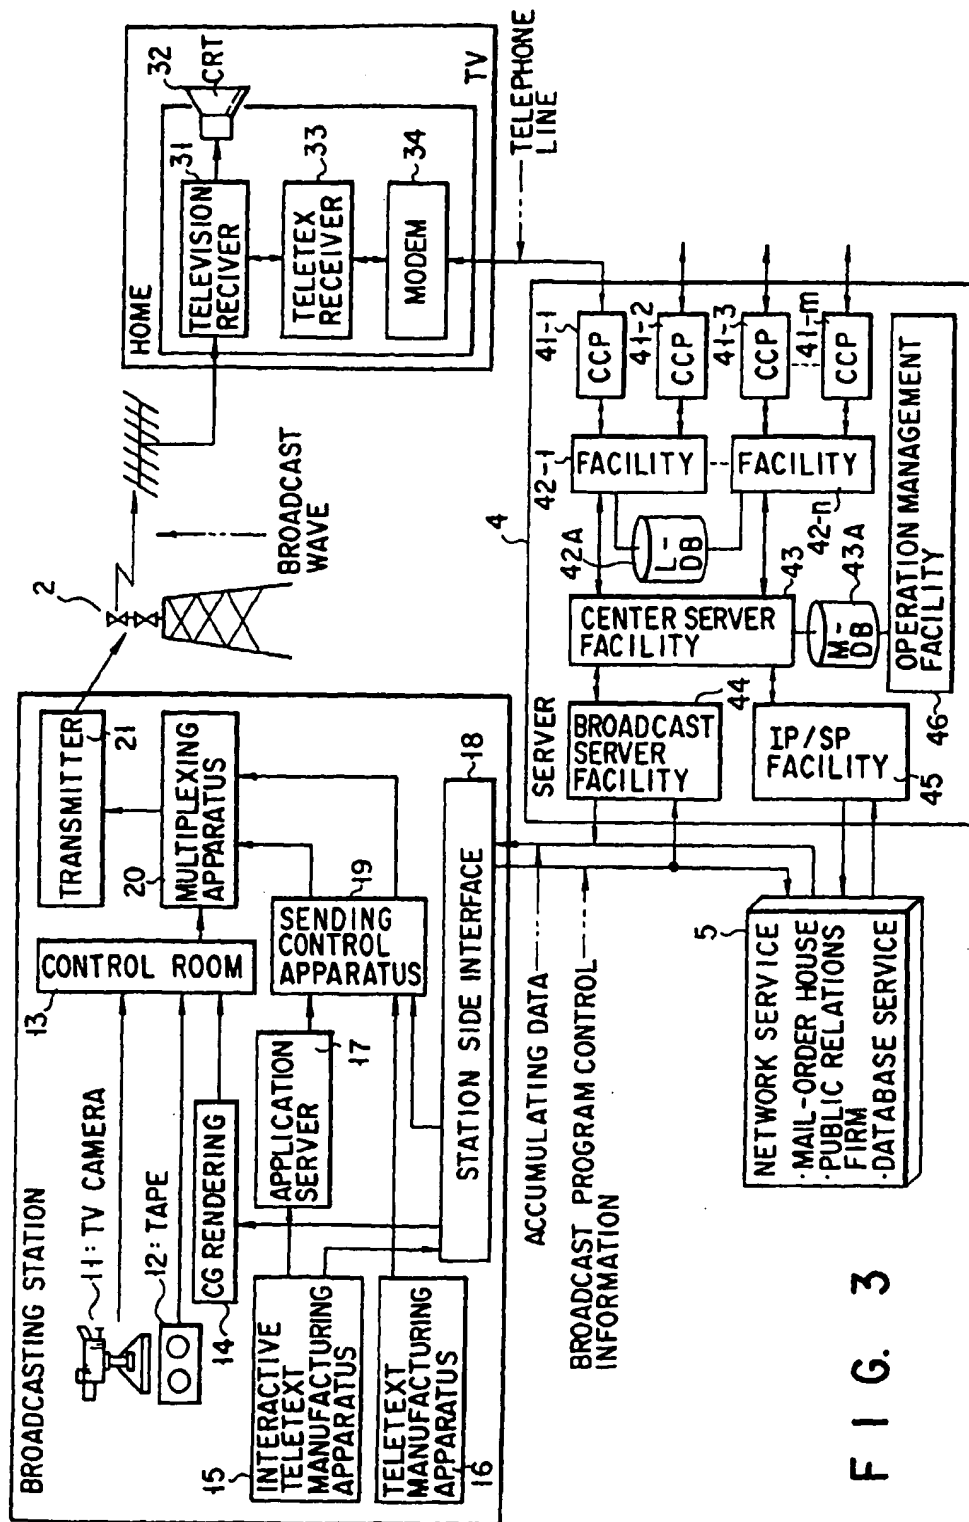 BROADCASTING STATION
11:TV CAMERA
12:TAPE
13
CONTROL ROOM
14
CG RENDERING
15
INTERACTIVE
TELETEXT
MANUFACTURING
APPARATUS
TELETEXT
MANUFACTURING
APPARATUS
16
APPLICATION
SERVER
17
SENDING
CONTROL
APPARATUS
19
STATION SIDE INTERFACE
18
20
MULTIPLEXING
APPARATUS
TRANSMITTER
21
2
BROADCAST
WAVE
HOME
TV
TELEVISION
RECIVER
31
32
CRT
TELETEX
RECEIVER
33
MODEM
34
TELEPHONE
LINE
ACCUMULATING DATA
BROADCAST PROGRAM CONTROL
INFORMATION
4
SERVER
BROADCAST
SERVER
FACILITY
44
IP/SP
FACILITY
45
CENTER SERVER
FACILITY
43
M-
DB
43A
42A
L-
DB
42-1
FACILITY
FACILITY
42-n
41-1
CCP
41-2
CCP
41-3
CCP
41-m
CCP
OPERATION MANAGEMENT
FACILITY
46
5
NETWORK SERVICE
·MAIL-ORDER HOUSE
·PUBLIC RELATIONS
FIRM
·DATABASE SERVICE
FIG. 3